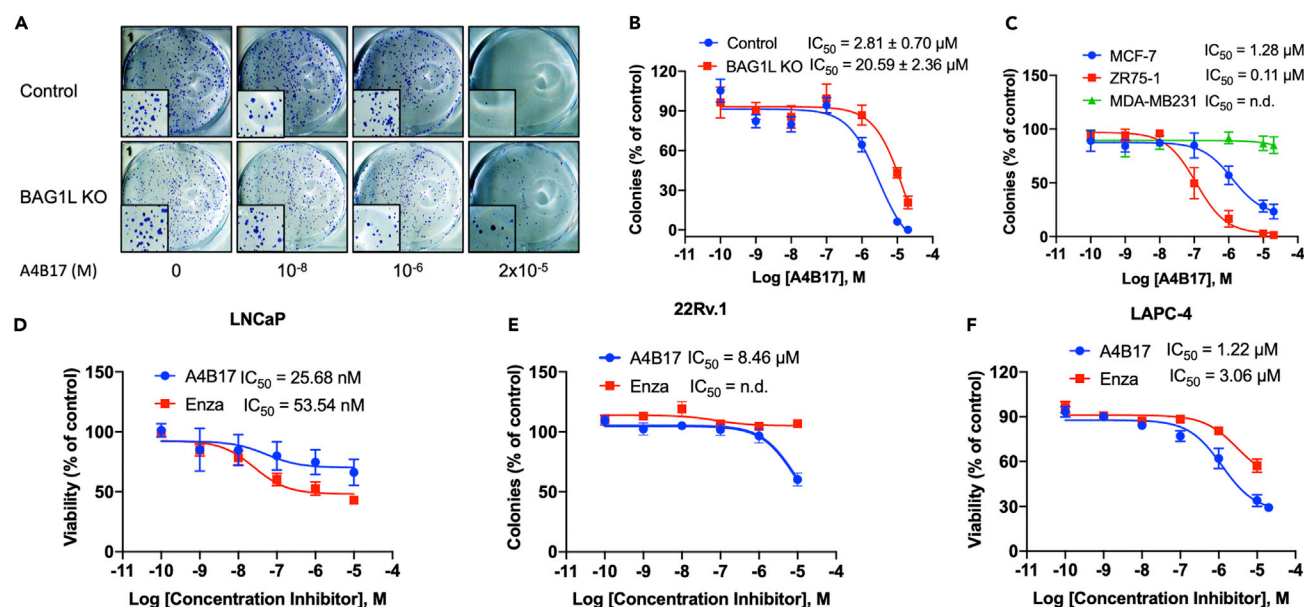 A
Control
BAG1L KO
A4B17 (M)
0
10⁻⁸
10⁻⁶
2x10⁻⁵
1
1
B
Control IC₅₀ = 2.81 ± 0.70 µM
BAG1L KO IC₅₀ = 20.59 ± 2.36 µM
Colonies (% of control)
120
90
60
30
0
-11 -10 -9 -8 -7 -6 -5 -4
Log [A4B17], M
C
MCF-7 IC₅₀ = 1.28 µM
ZR75-1 IC₅₀ = 0.11 µM
MDA-MB231 IC₅₀ = n.d.
Colonies (% of control)
150
100
50
0
-11 -10 -9 -8 -7 -6 -5 -4
Log [A4B17], M
D
LNCaP
A4B17 IC₅₀ = 25.68 nM
Enza IC₅₀ = 53.54 nM
Viability (% of control)
150
100
50
0
-11 -10 -9 -8 -7 -6 -5 -4
Log [Concentration Inhibitor], M
E
22Rv.1
A4B17 IC₅₀ = 8.46 µM
Enza IC₅₀ = n.d.
Colonies (% of control)
150
100
50
0
-11 -10 -9 -8 -7 -6 -5 -4
Log [Concentration Inhibitor], M
F
LAPC-4
A4B17 IC₅₀ = 1.22 µM
Enza IC₅₀ = 3.06 µM
Viability (% of control)
120
90
60
30
0
-11 -10 -9 -8 -7 -6 -5 -4
Log [Concentration Inhibitor], M